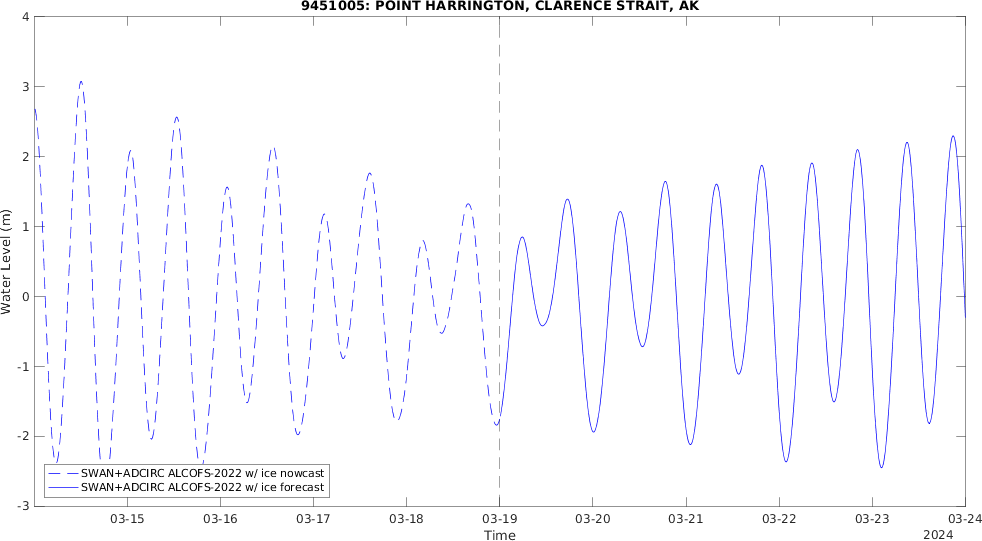 9451005: POINT HARRINGTON, CLARENCE STRAIT, AK
4
3
2
1
0
-1
-2
-3
Water Level (m)
SWAN+ADCIRC ALCOFS-2022 w/ ice nowcast
SWAN+ADCIRC ALCOFS-2022 w/ ice forecast
03-15 03-16 03-17 03-18 03-19 03-20 03-21 03-22 03-23 03-24
Time
2024